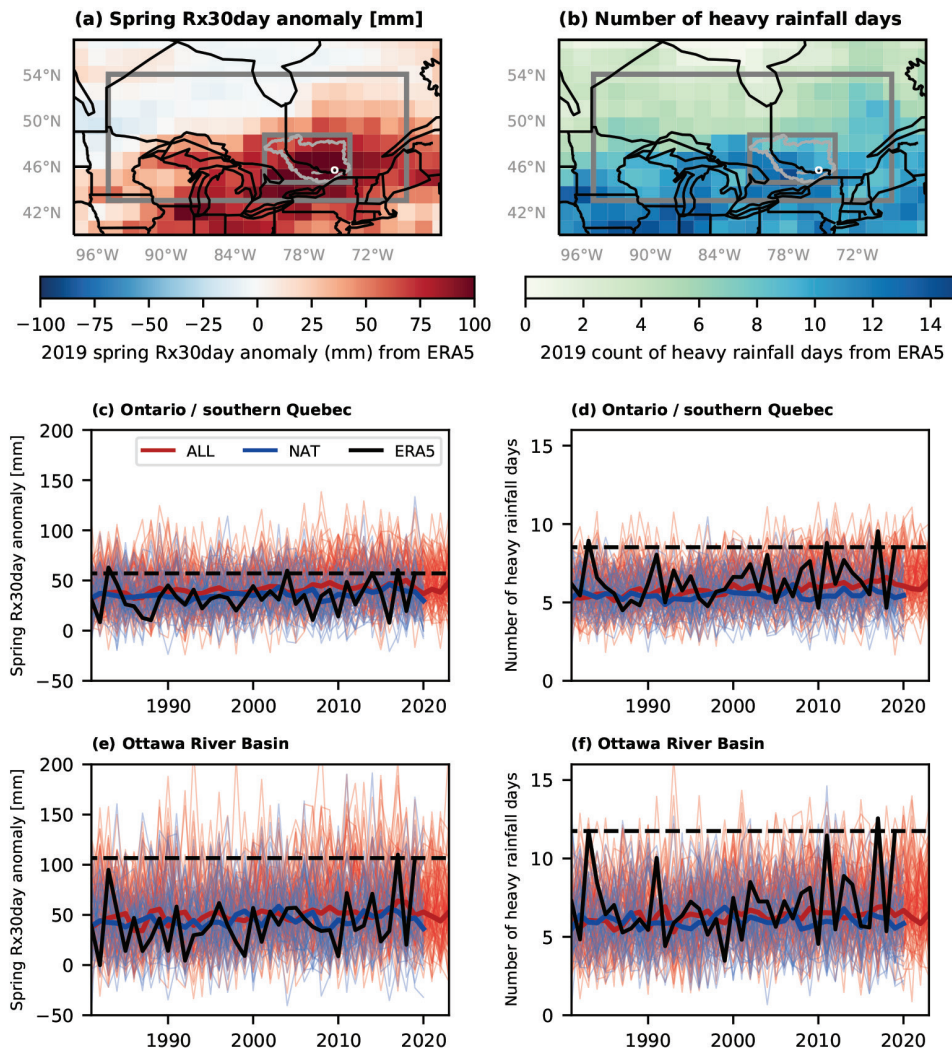 (a) Spring Rx30day anomaly [mm]
(b) Number of heavy rainfall days
54°N
50°N
46°N
42°N
96°W 90°W 84°W 78°W 72°W
54°N
50°N
46°N
42°N
96°W 90°W 84°W 78°W 72°W
−100 −75 −50 −25 0 25 50 75 100
2019 spring Rx30day anomaly (mm) from ERA5
0 2 4 6 8 10 12 14
2019 count of heavy rainfall days from ERA5
(c) Ontario / southern Quebec
Spring Rx30day anomaly [mm]
200
150
100
50
0
−50
ALL NAT ERA5
1990 2000 2010 2020
(d) Ontario / southern Quebec
Number of heavy rainfall days
15
10
5
0
1990 2000 2010 2020
(e) Ottawa River Basin
Spring Rx30day anomaly [mm]
200
150
100
50
0
−50
1990 2000 2010 2020
(f) Ottawa River Basin
Number of heavy rainfall days
15
10
5
0
1990 2000 2010 2020